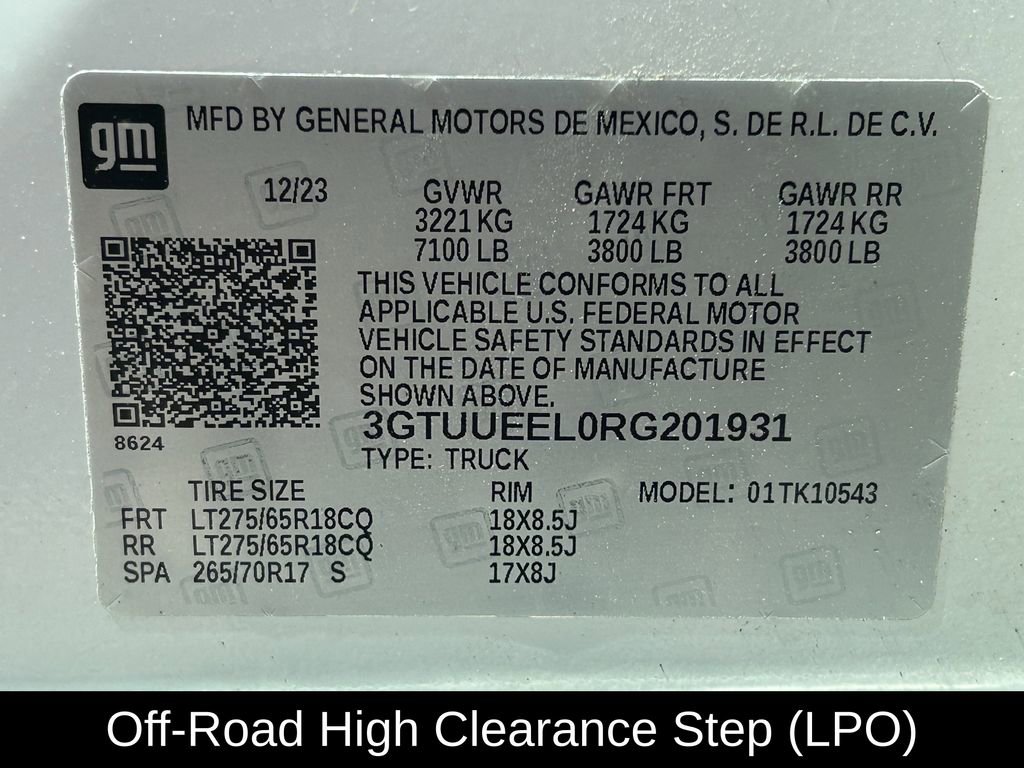 gm
MFD BY GENERAL MOTORS DE MEXICO, S. DE R.L. DE C.V.
12/23 GVWR GAWR FRT GAWR RR
3221 KG 1724 KG 1724 KG
7100 LB 3800 LB 3800 LB
THIS VEHICLE CONFORMS TO ALL
APPLICABLE U.S. FEDERAL MOTOR
VEHICLE SAFETY STANDARDS IN EFFECT
ON THE DATE OF MANUFACTURE
SHOWN ABOVE.
3GTUUEEL0RG201931
8624
TYPE: TRUCK
TIRE SIZE RIM MODEL: 01TK10543
FRT LT275/65R18CQ 18X8.5J
RR LT275/65R18CQ 18X8.5J
SPA 265/70R17 S 17X8J
Off-Road High Clearance Step (LPO)